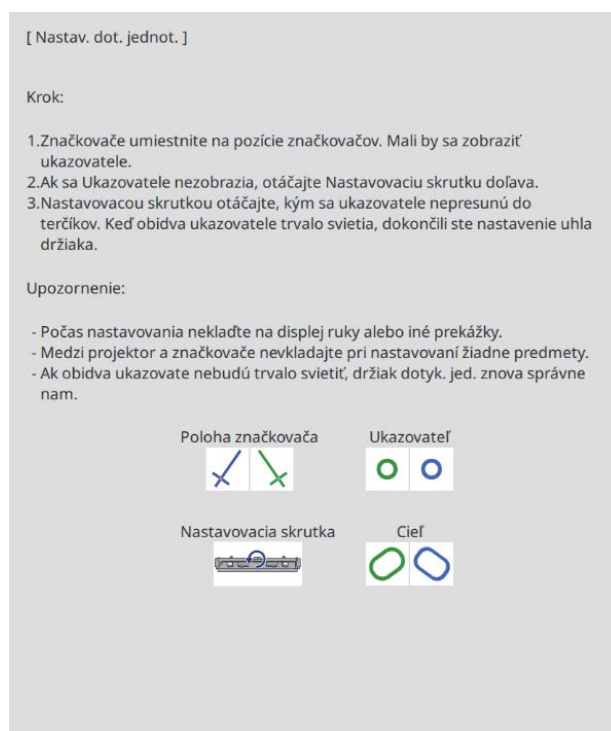 [ Nastav. dot. jednot. ]
Krok:
1.Značkovače umiestnite na pozície značkovačov. Mali by sa zobraziť
ukazovatele.
2.Ak sa Ukazovatele nezobrazia, otáčajte Nastavovaciu skrutku doľava.
3.Nastavovacou skrutkou otáčajte, kým sa ukazovatele nepresunú do
terčíkov. Keď obidva ukazovatele trvalo svietia, dokončili ste nastavenie uhla
držiaka.
Upozornenie:
- Počas nastavovania neklaďte na displej ruky alebo iné prekážky.
- Medzi projektor a značkovače nevkladajte pri nastavovaní žiadne predmety.
- Ak obidva ukazovate nebudú trvalo svietiť, držiak dotyk. jed. znova správne
nam.
Poloha značkovača Ukazovateľ
Nastavovacia skrutka Cieľ